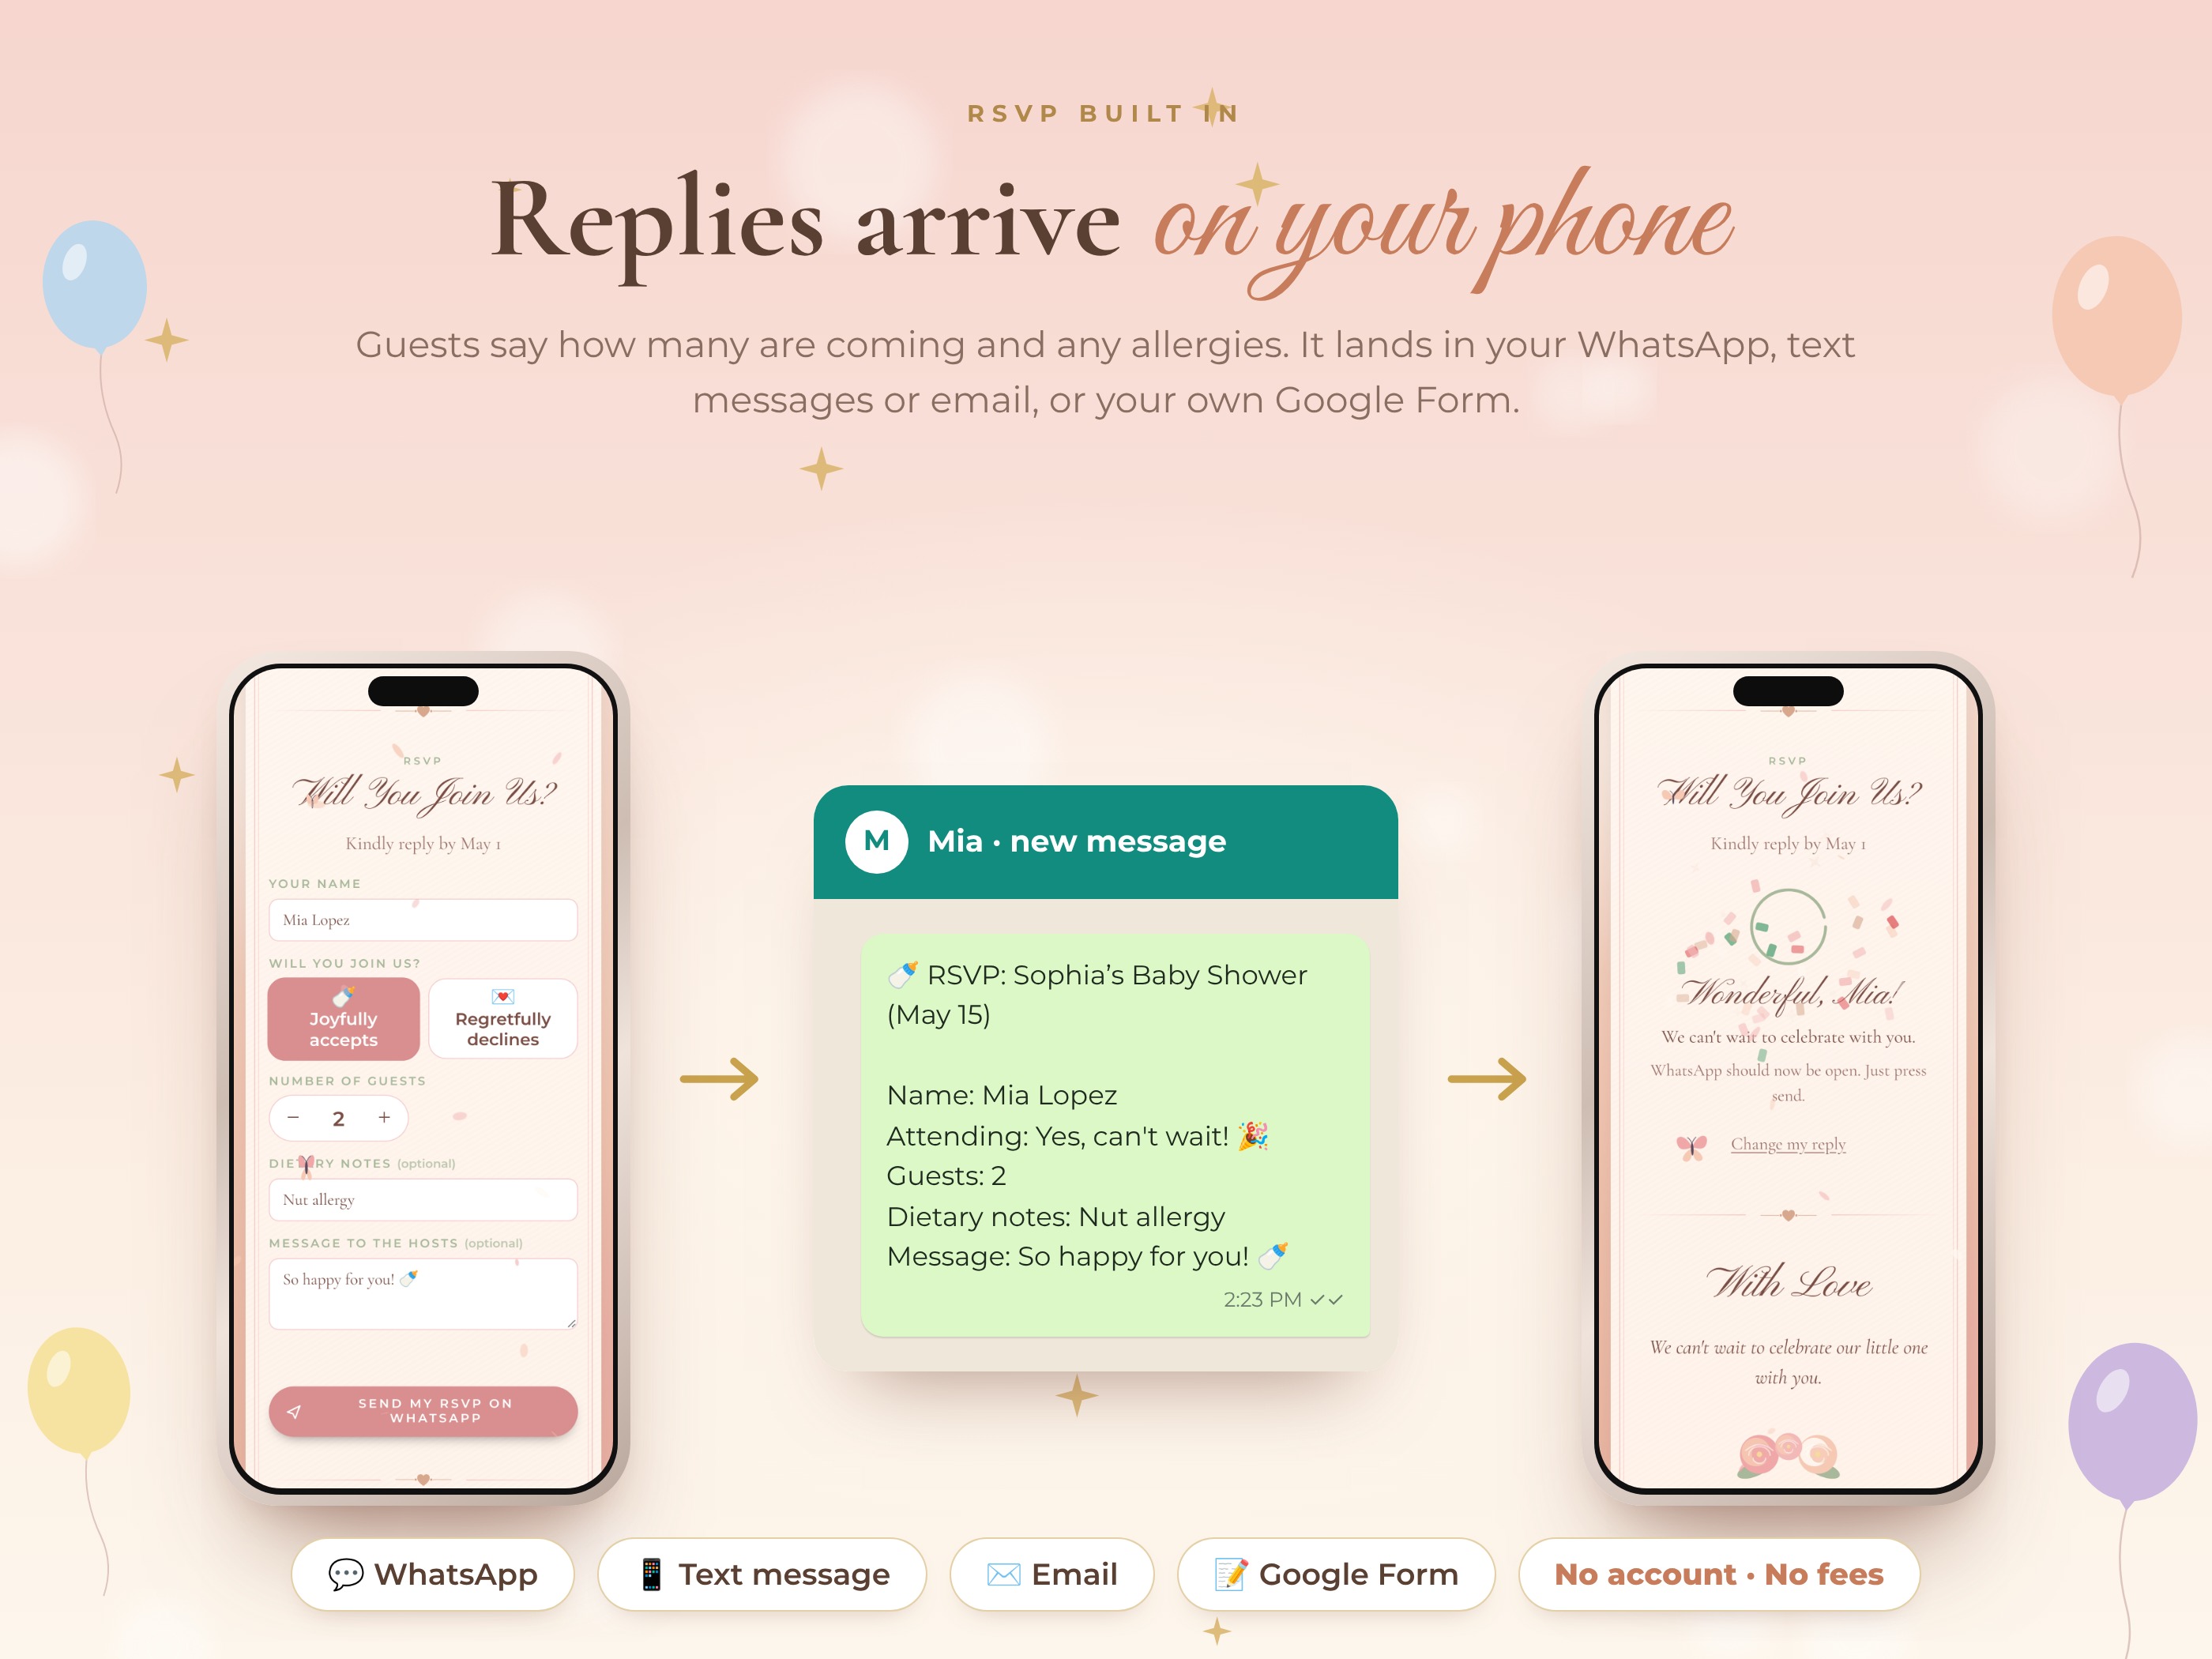 RSVP BUILT IN
Replies arrive on your phone
Guests say how many are coming and any allergies. It lands in your WhatsApp, text
messages or email, or your own Google Form.
RSVP
Will You Join Us?
Kindly reply by May 1
YOUR NAME
Mia Lopez
WILL YOU JOIN US?
🍼
Joyfully
accepts
💌
Regretfully
declines
NUMBER OF GUESTS
− 2 +
DIETARY NOTES (optional)
Nut allergy
MESSAGE TO THE HOSTS (optional)
So happy for you! 🍼
SEND MY RSVP ON
WHATSAPP
M
Mia · new message
🍼 RSVP: Sophia’s Baby Shower
(May 15)
Name: Mia Lopez
Attending: Yes, can't wait! 🎉
Guests: 2
Dietary notes: Nut allergy
Message: So happy for you! 🍼
2:23 PM ✓✓
RSVP
Will You Join Us?
Kindly reply by May 1
Wonderful, Mia!
We can't wait to celebrate with you.
WhatsApp should now be open. Just press
send.
Change my reply
With Love
We can't wait to celebrate our little one
with you.
💬 WhatsApp
📱 Text message
✉️ Email
📝 Google Form
No account · No fees